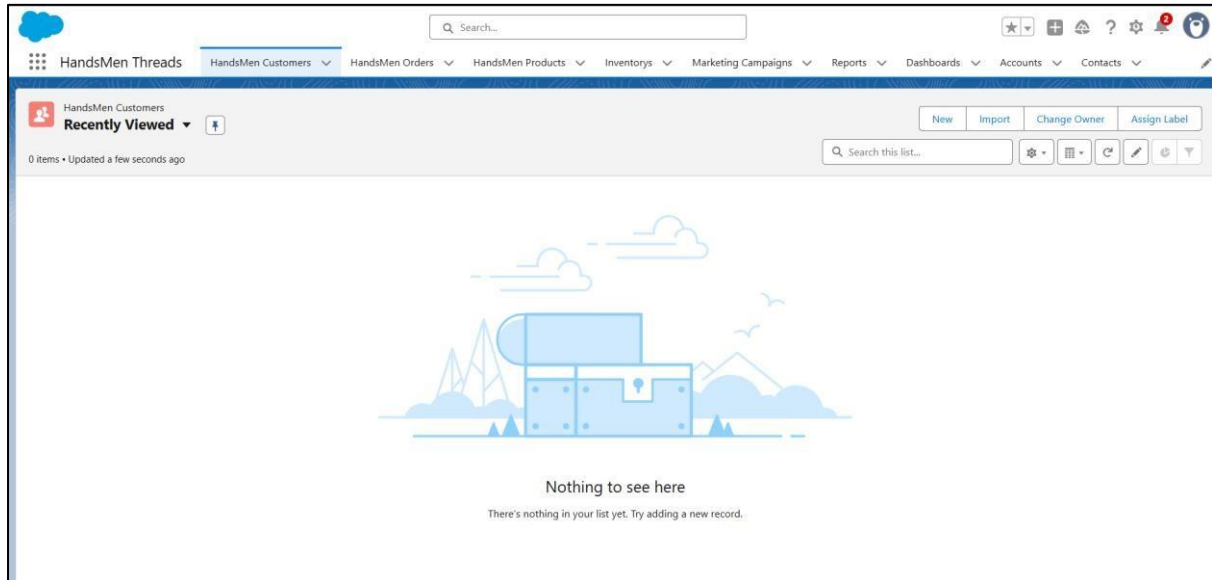 Search...
2
HandsMen Threads HandsMen Customers HandsMen Orders HandsMen Products Inventorys Marketing Campaigns Reports Dashboards Accounts Contacts
HandsMen Customers
Recently Viewed
New Import Change Owner Assign Label
0 items • Updated a few seconds ago
Search this list...
Nothing to see here
There's nothing in your list yet. Try adding a new record.